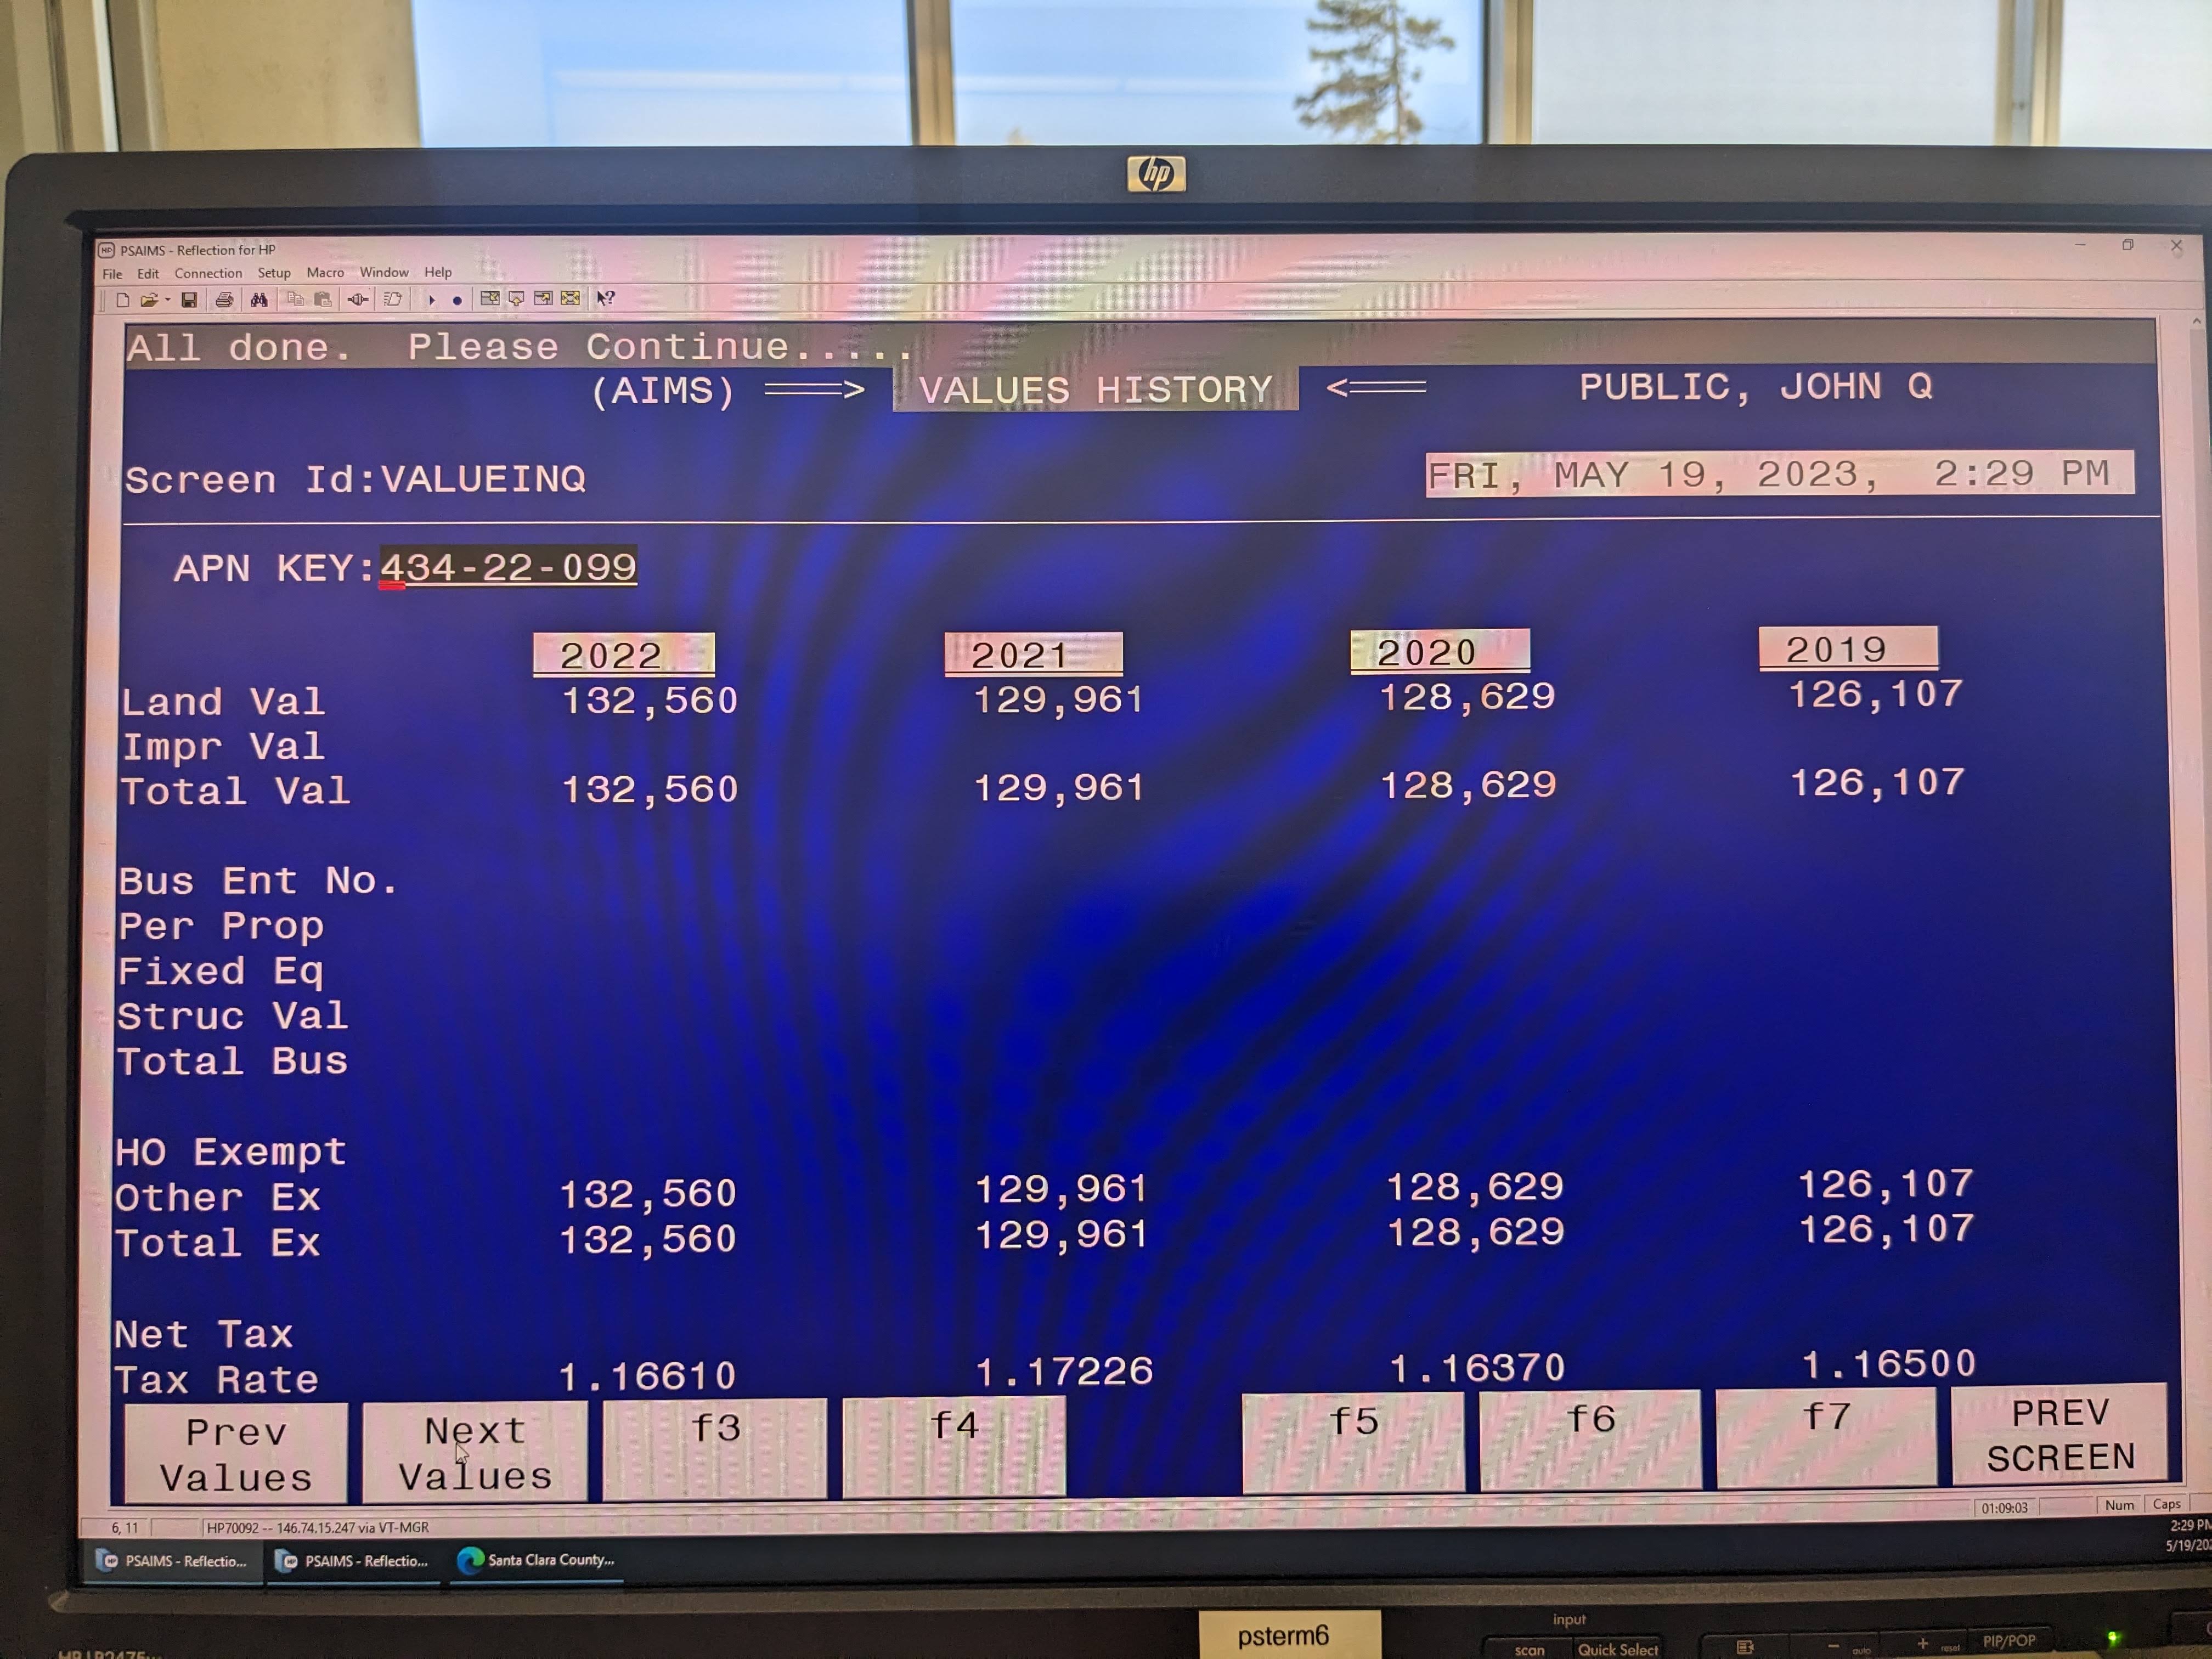 hp
PSAIMS - Reflection for HP
File Edit Connection Setup Macro Window Help
All done. Please Continue.....
(AIMS) ===> VALUES HISTORY <=== PUBLIC, JOHN Q
Screen Id:VALUEINQ FRI, MAY 19, 2023, 2:29 PM
APN KEY:434-22-099
2022 2021 2020 2019
Land Val 132,560 129,961 128,629 126,107
Impr Val
Total Val 132,560 129,961 128,629 126,107
Bus Ent No.
Per Prop
Fixed Eq
Struc Val
Total Bus
HO Exempt
Other Ex 132,560 129,961 128,629 126,107
Total Ex 132,560 129,961 128,629 126,107
Net Tax
Tax Rate 1.16610 1.17226 1.16370 1.16500
Prev Next f3 f4 f5 f6 f7 PREV
Values Values SCREEN
01:09:03 Num Caps
6, 11 HP70092 -- 146.74.15.247 via VT-MGR
2:29 PM
PSAIMS - Reflectio... PSAIMS - Reflectio... Santa Clara County... 5/19/202
psterm6
input
scan Quick Select auto reset PIP/POP